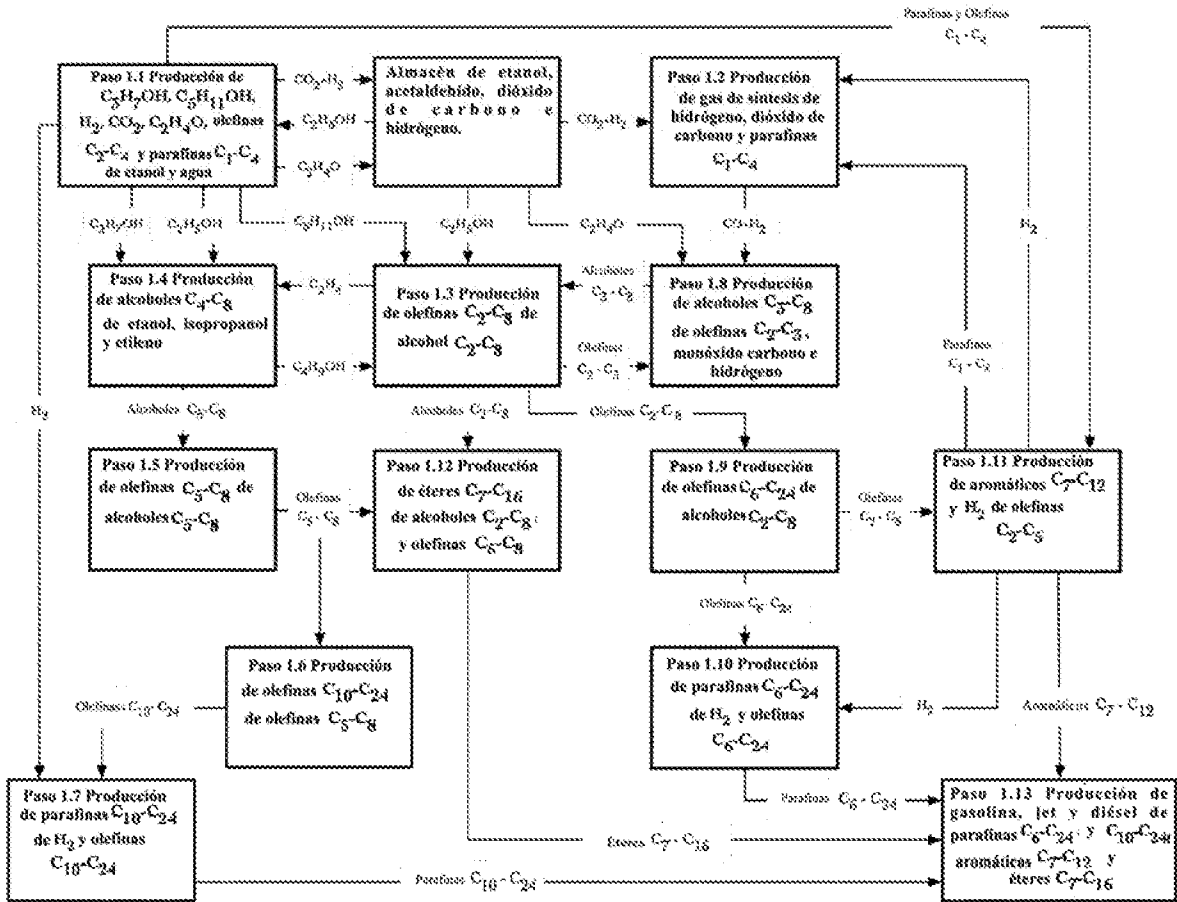 Parafinas y Olefinas
C₁ - C₄
Paso 1.1 Producción de
C₃H₇OH, C₅H₁₁OH,
H₂, CO₂, C₂H₄O, olefinas
C₂-C₄ y parafinas C₁-C₄
de etanol y agua
CO₂-H₂
C₂H₅OH
C₂H₄O
Almacén de etanol,
acetaldehído, dióxido
de carbono e
hidrógeno.
CO₂-H₂
Paso 1.2 Producción
de gas de síntesis de
hidrógeno, dióxido de
carbono y parafinas
C₁-C₄
C₃H₇OH
C₂H₅OH
C₅H₁₁OH
C₂H₅OH
C₂H₄O
CO-H₂
H₂
Paso 1.4 Producción
de alcoholes C₄-C₈
de etanol, isopropanol
y etileno
C₂H₄
C₄H₉OH
Paso 1.3 Producción
de olefinas C₂-C₈ de
alcohol C₂-C₈
Alcoholes
C₃ - C₈
Olefinas
C₂ - C₃
Paso 1.8 Producción
de alcoholes C₃-C₈
de olefinas C₂-C₃,
monóxido carbono e
hidrógeno
Parafinas
H₂
Alcoholes C₅-C₈
Alcoholes
Olefinas C₂-C₈
Paso 1.5 Producción
de olefinas C₅-C₈ de
alcoholes C₅-C₈
Olefinas
C₅ - C₈
Paso 1.12 Producción
de éteres C₇-C₁₆
de alcoholes C₂-C₈
y olefinas C₅-C₈
Paso 1.9 Producción
de olefinas C₆-C₂₄ de
alcoholes C₂-C₈
Olefinas
Paso 1.11 Producción
de aromáticos C₇-C₁₂
y H₂ de olefinas
C₂-C₅
Olefinas C₆-C₂₄
Paso 1.6 Producción
de olefinas C₁₀-C₂₄
de olefinas C₅-C₈
Paso 1.10 Producción
de parafinas C₆-C₂₄
de H₂ y olefinas
C₆-C₂₄
Olefinas C₁₀-C₂₄
H₂
Aromáticos C₇ - C₁₂
Paso 1.7 Producción
de parafinas C₁₀-C₂₄
de H₂ y olefinas
C₁₀-C₂₄
Parafinas C₆ - C₂₄
Éteres C₇ - C₁₆
Parafinas C₁₀ - C₂₄
Paso 1.13 Producción de
gasolina, jet y diésel de
parafinas C₆-C₂₄ y C₁₀-C₂₄,
aromáticos C₇-C₁₂ y
éteres C₇-C₁₆